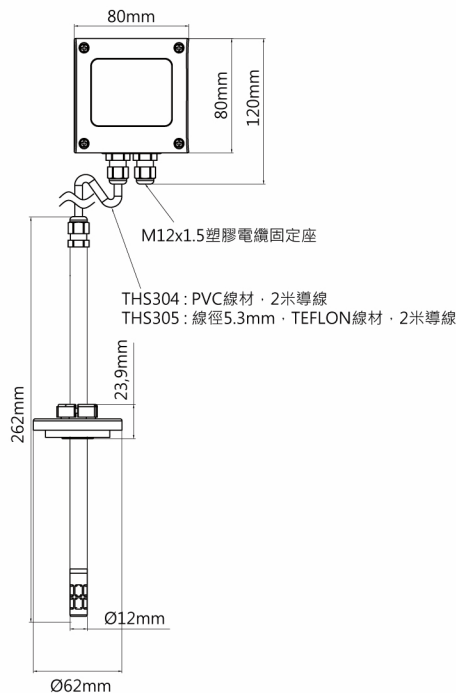 80mm
80mm
120mm
M12x1.5塑膠電纜固定座
THS304 : PVC線材，2米導線
THS305 : 線徑5.3mm，TEFLON線材，2米導線
23,9mm
262mm
Ø12mm
Ø62mm